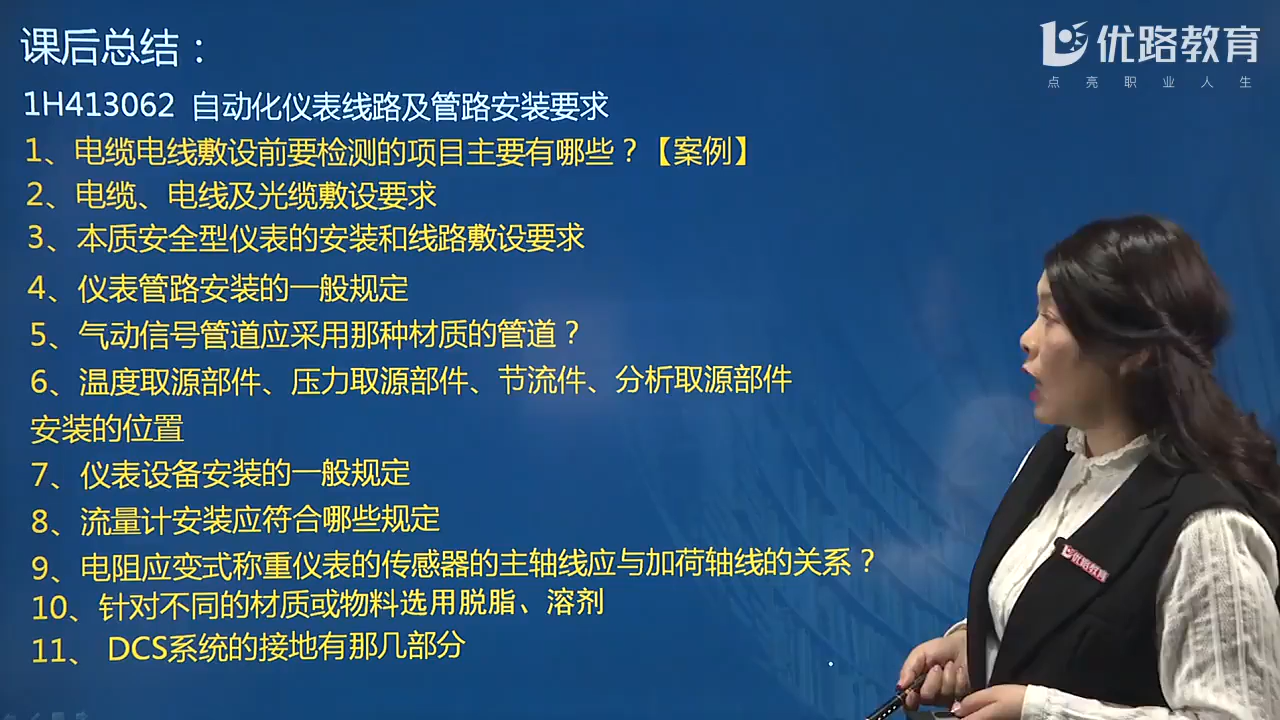 课后总结：
优路教育
点亮职业人生
1H413062 自动化仪表线路及管路安装要求
1、电缆电线敷设前要检测的项目主要有哪些？【案例】
2、电缆、电线及光缆敷设要求
3、本质安全型仪表的安装和线路敷设要求
4、仪表管路安装的一般规定
5、气动信号管道应采用那种材质的管道？
6、温度取源部件、压力取源部件、节流件、分析取源部件
安装的位置
7、仪表设备安装的一般规定
8、流量计安装应符合哪些规定
9、电阻应变式称重仪表的传感器的主轴线应与加荷轴线的关系？
10、针对不同的材质或物料选用脱脂、溶剂
11、 DCS系统的接地有那几部分
优路教育